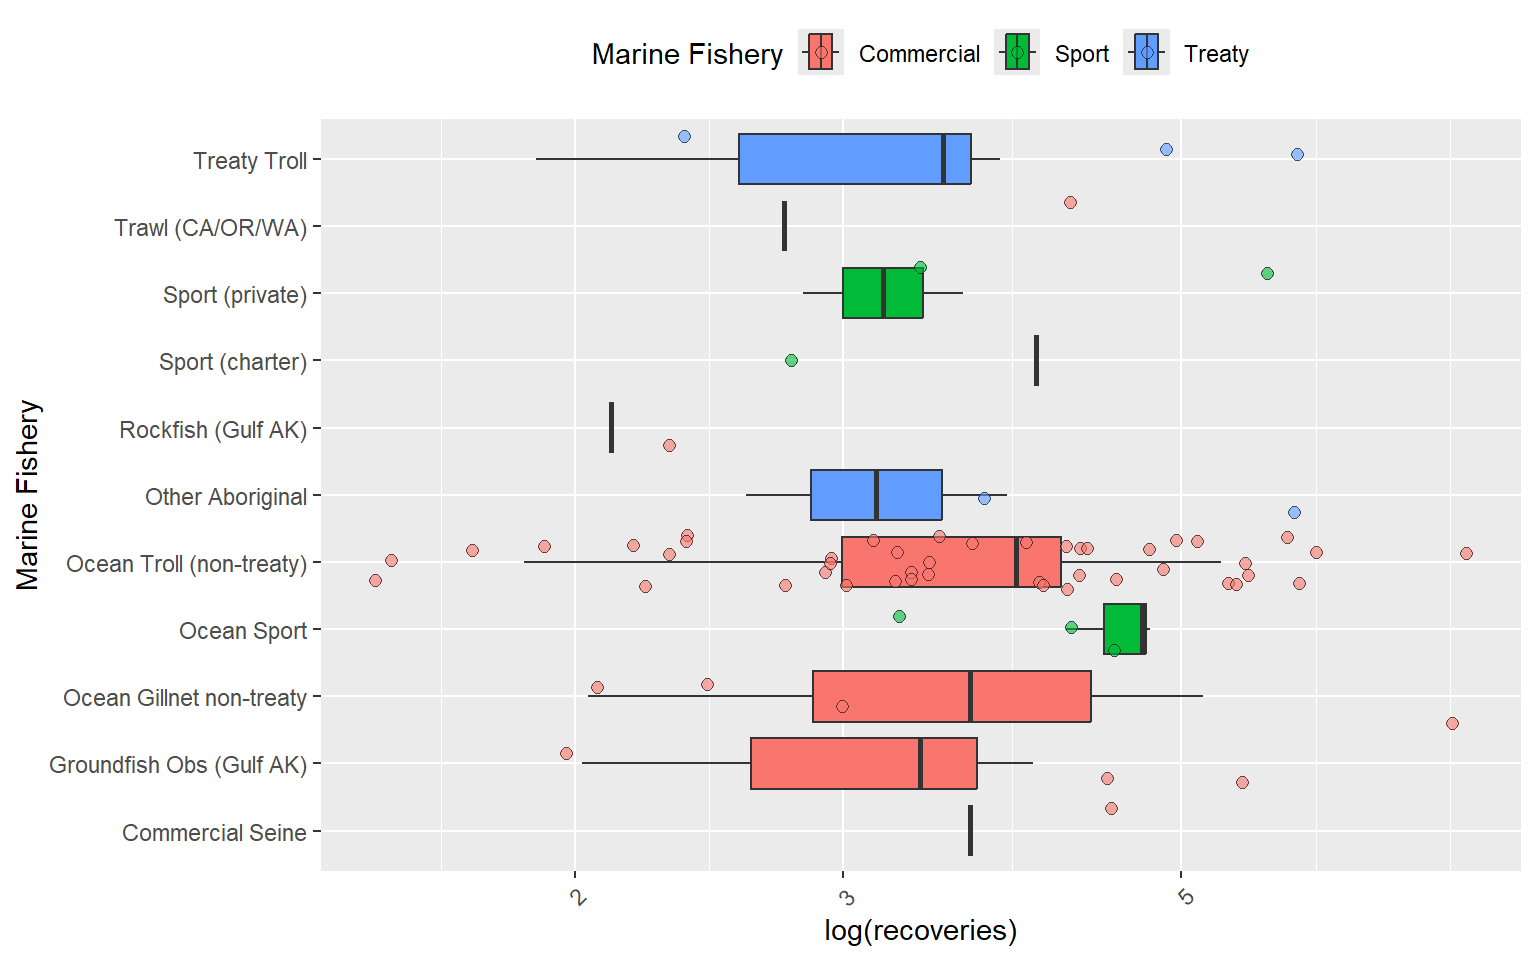 Marine Fishery Commercial Sport Treaty
Treaty Troll
Trawl (CA/OR/WA)
Sport (private)
Sport (charter)
Rockfish (Gulf AK)
Other Aboriginal
Ocean Troll (non-treaty)
Ocean Sport
Ocean Gillnet non-treaty
Groundfish Obs (Gulf AK)
Commercial Seine
Marine Fishery
2 3 5
log(recoveries)